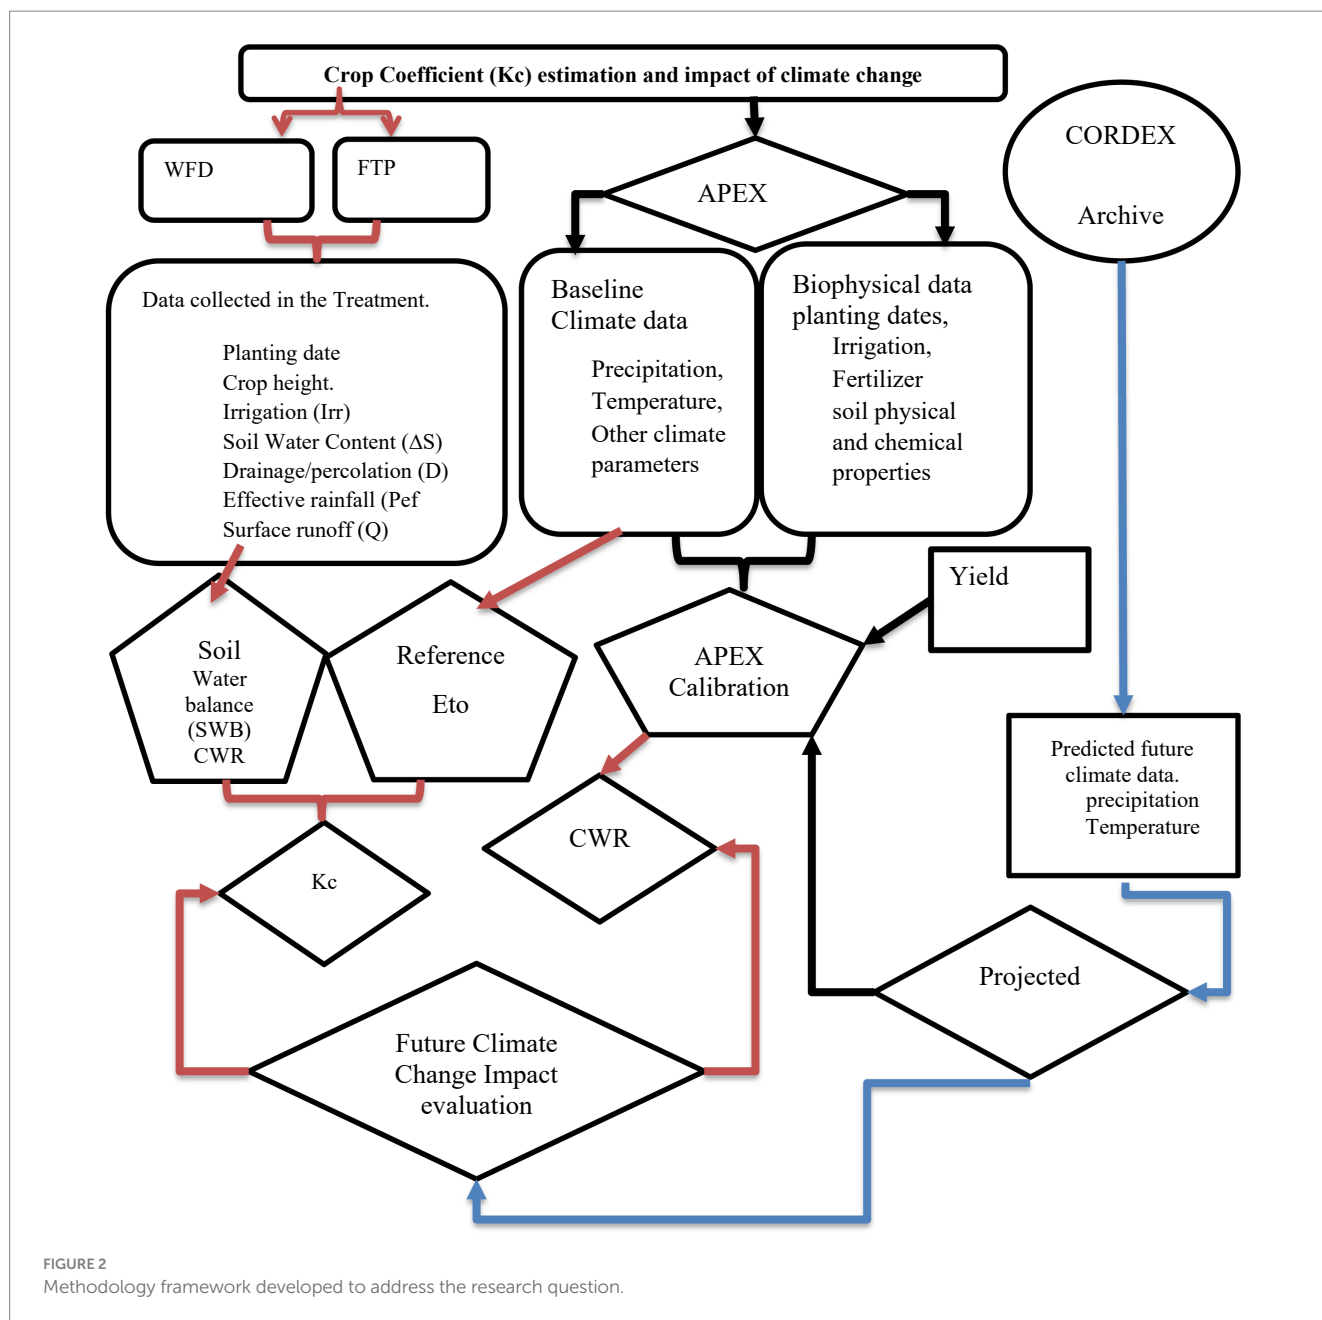 Crop Coefficient (Kc) estimation and impact of climate change
WFD
FTP
APEX
CORDEX
Archive
Data collected in the Treatment.
Planting date
Crop height.
Irrigation (Irr)
Soil Water Content (ΔS)
Drainage/percolation (D)
Effective rainfall (Pef
Surface runoff (Q)
Baseline
Climate data
Precipitation,
Temperature,
Other climate
parameters
Biophysical data
planting dates,
Irrigation,
Fertilizer
soil physical
and chemical
properties
Yield
Soil
Water
balance
(SWB)
CWR
Reference
Eto
APEX
Calibration
Predicted future
climate data.
precipitation
Temperature
CWR
Kc
Projected
Future Climate
Change Impact
evaluation
FIGURE 2
Methodology framework developed to address the research question.